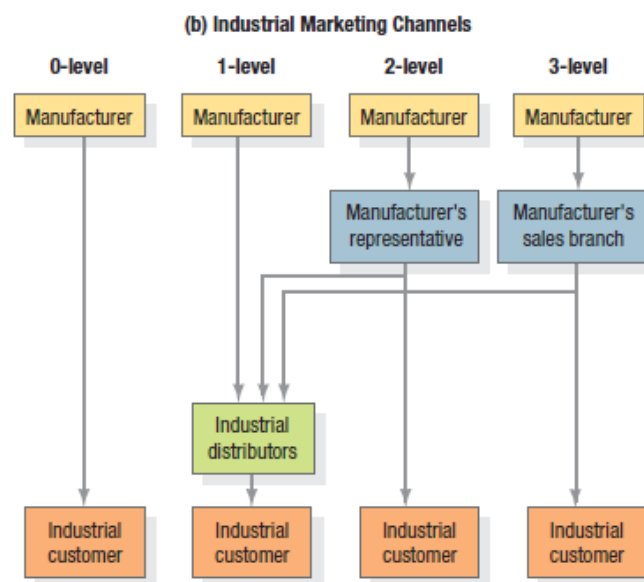 (b) Industrial Marketing Channels
0-level 1-level 2-level 3-level
Manufacturer Manufacturer Manufacturer Manufacturer
Manufacturer's
representative
Manufacturer's
sales branch
Industrial
distributors
Industrial
customer
Industrial
customer
Industrial
customer
Industrial
customer